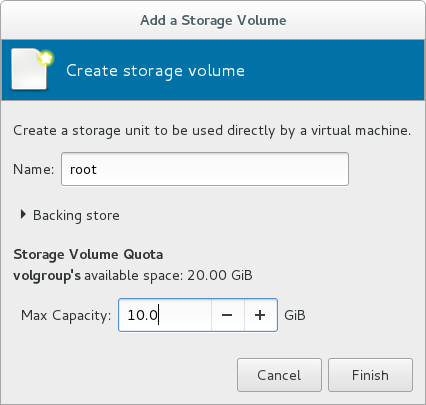 Add a Storage Volume
Create storage volume
Create a storage unit to be used directly by a virtual machine.
Name: root
Backing store
Storage Volume Quota
volgroup's available space: 20.00 GiB
Max Capacity: 10.0 − + GiB
Cancel Finish